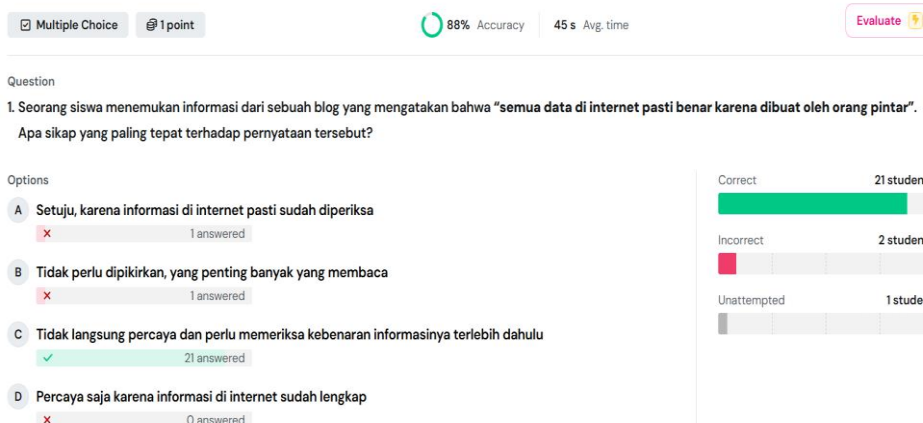 Multiple Choice
1 point
88% Accuracy
45 s Avg. time
Evaluate
Question
1. Seorang siswa menemukan informasi dari sebuah blog yang mengatakan bahwa “semua data di internet pasti benar karena dibuat oleh orang pintar”.
Apa sikap yang paling tepat terhadap pernyataan tersebut?
Options
A Setuju, karena informasi di internet pasti sudah diperiksa
1 answered
B Tidak perlu dipikirkan, yang penting banyak yang membaca
1 answered
C Tidak langsung percaya dan perlu memeriksa kebenaran informasinya terlebih dahulu
21 answered
D Percaya saja karena informasi di internet sudah lengkap
0 answered
Correct 21 studen
Incorrect 2 studen
Unattempted 1 stude